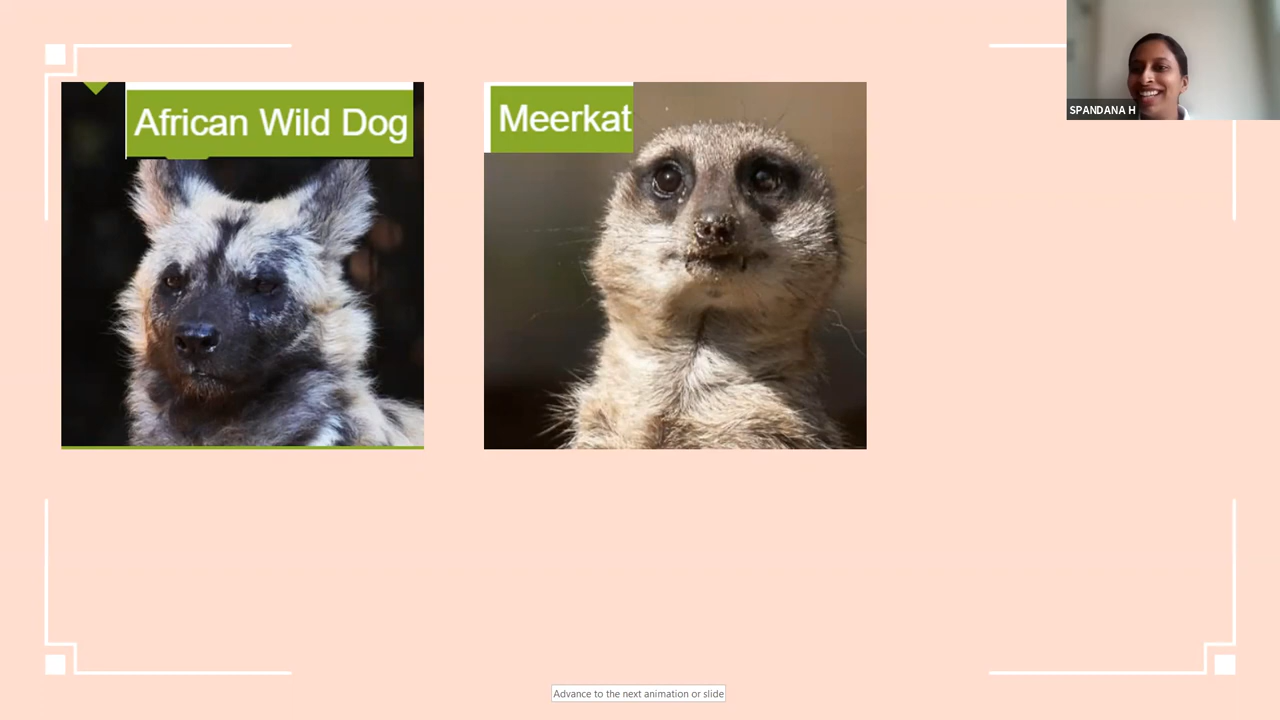 African Wild Dog
Meerkat
SPANDANA H
Advance to the next animation or slide